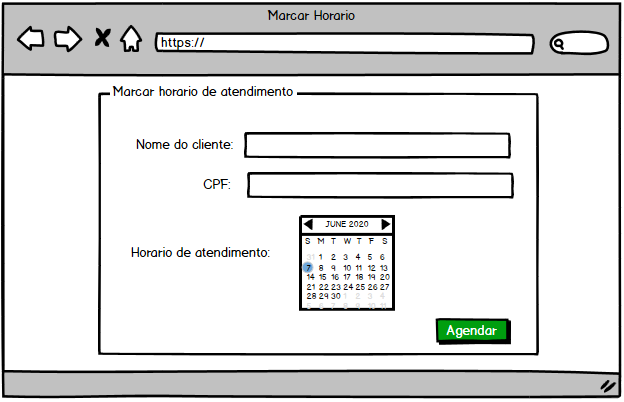 Marcar Horario
https://
Marcar horario de atendimento
Nome do cliente:
CPF:
Horario de atendimento:
JUNE 2020
S M T W T F S
31 1 2 3 4 5 6
7 8 9 10 11 12 13
14 15 16 17 18 19 20
21 22 23 24 25 26 27
28 29 30 1 2 3 4
5 6 7 8 9 10 11
Agendar